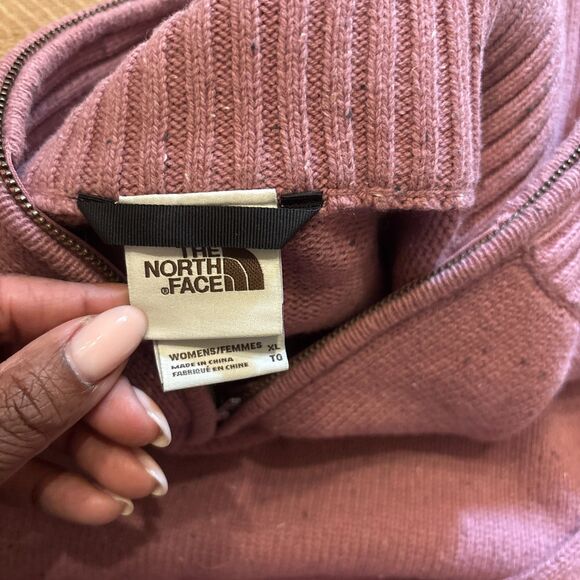 THE
NORTH
®FACE
WOMENS/FEMMES XL
MADE IN CHINA TG
FABRIQUÉ EN CHINE